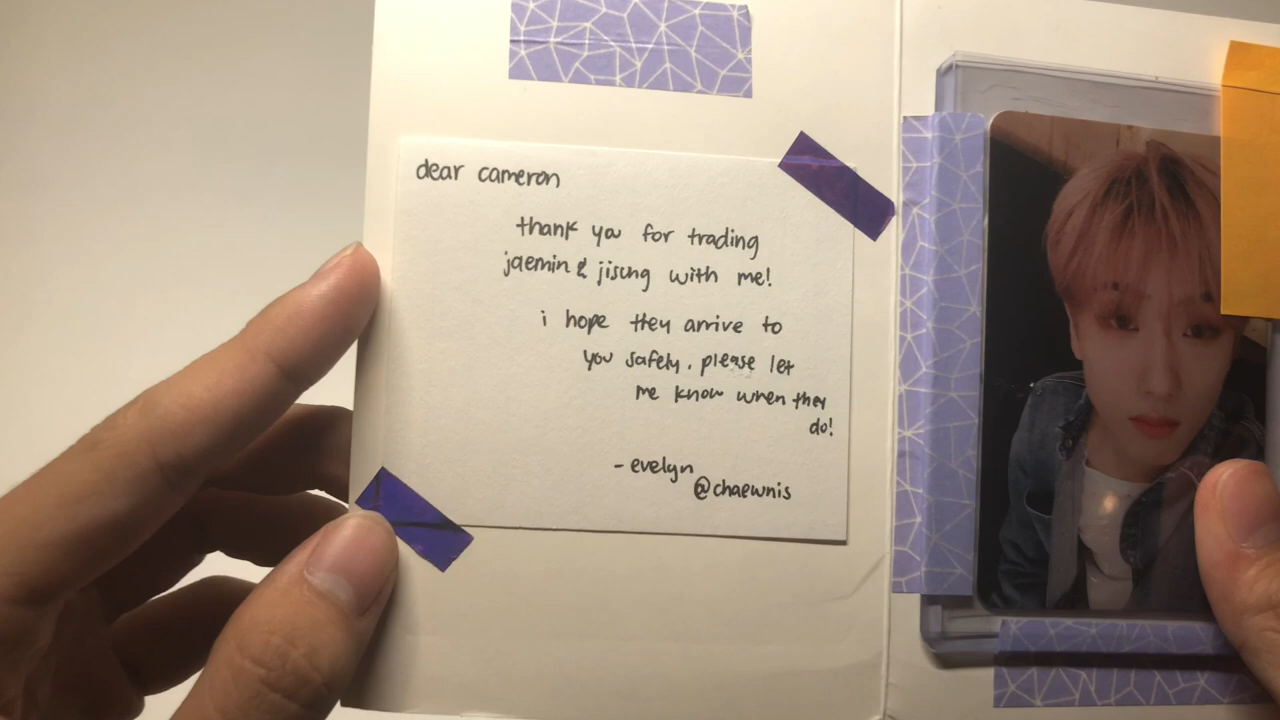 dear cameron
thank you for trading
jaemin & jisung with me!
i hope they arrive to
you safely. please let
me know when they
do!
- evelyn
@chaewnis